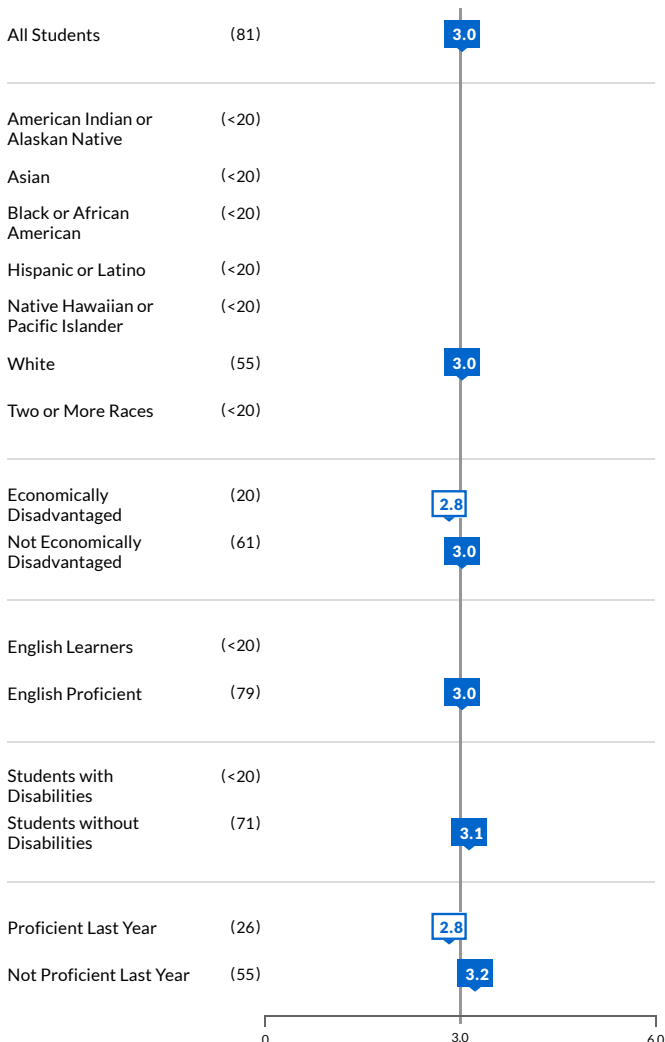 All Students (81) 3.0
American Indian or (<20)
Alaskan Native
Asian (<20)
Black or African (<20)
American
Hispanic or Latino (<20)
Native Hawaiian or (<20)
Pacific Islander
White (55) 3.0
Two or More Races (<20)
Economically (20) 2.8
Disadvantaged
Not Economically (61) 3.0
Disadvantaged
English Learners (<20)
English Proficient (79) 3.0
Students with (<20)
Disabilities
Students without (71) 3.1
Disabilities
Proficient Last Year (26) 2.8
Not Proficient Last Year (55) 3.2
0 3.0 6.0